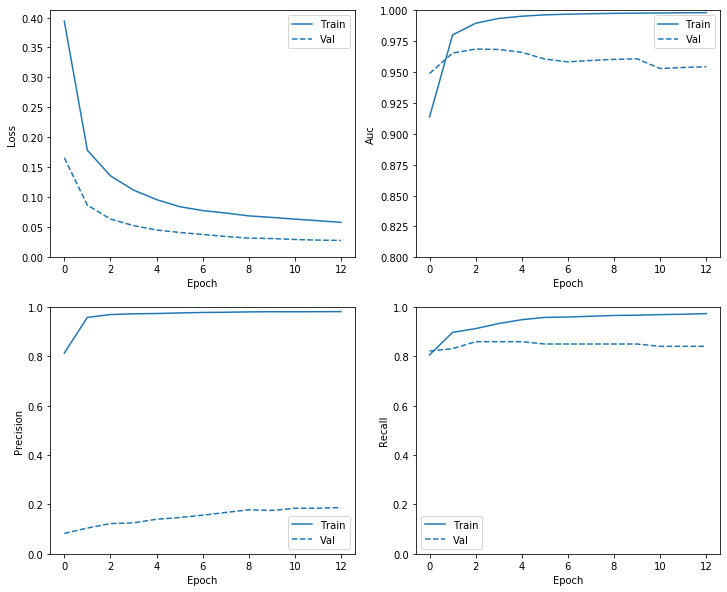 0.40
0.35
0.30
0.25
0.20
0.15
0.10
0.05
0.00
Loss
0 2 4 6 8 10 12
Epoch
Train
Val
1.000
0.975
0.950
0.925
0.900
0.875
0.850
0.825
0.800
Auc
0 2 4 6 8 10 12
Epoch
Train
Val
1.0
0.8
0.6
0.4
0.2
0.0
Precision
0 2 4 6 8 10 12
Epoch
Train
Val
1.0
0.8
0.6
0.4
0.2
0.0
Recall
0 2 4 6 8 10 12
Epoch
Train
Val